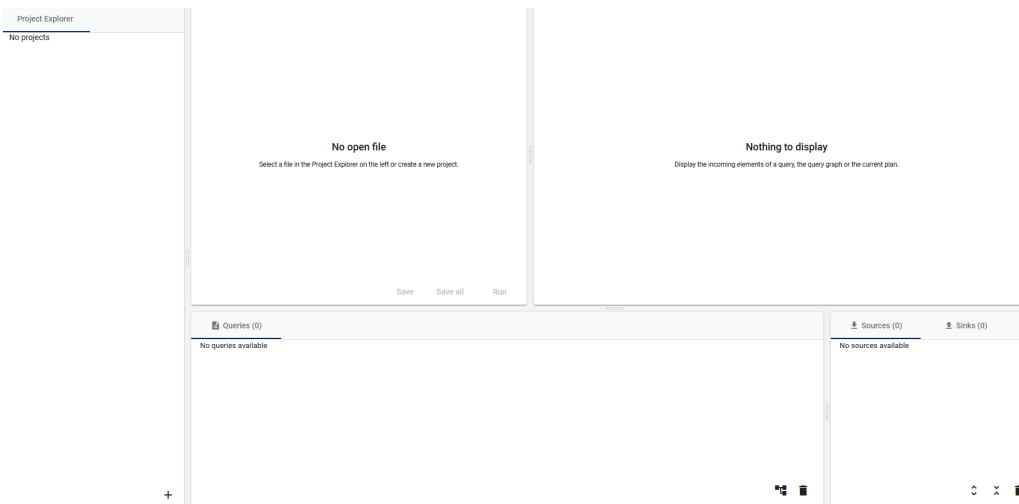 Project Explorer
No projects
No open file
Select a file in the Project Explorer on the left or create a new project.
Save Save all Run
Nothing to display
Display the incoming elements of a query, the query graph or the current plan.
Queries (0)
No queries available
Sources (0) Sinks (0)
No sources available